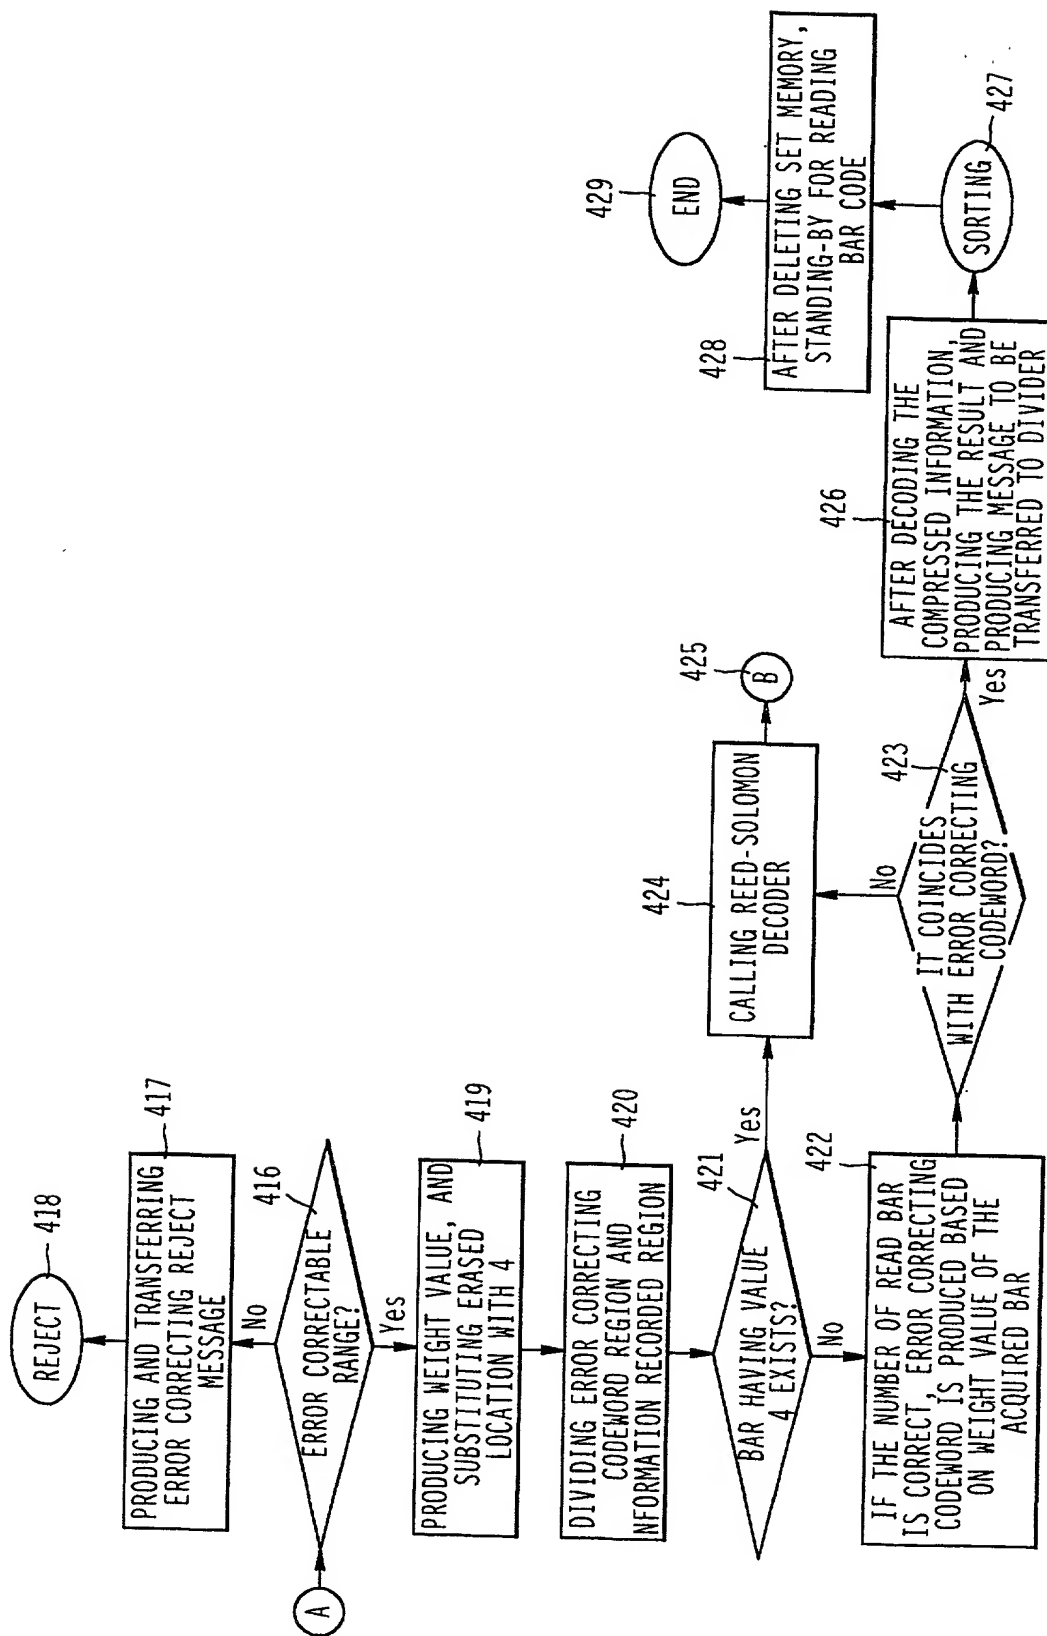 418
REJECT
417
PRODUCING AND TRANSFERRING
ERROR CORRECTING REJECT
MESSAGE
No
416
A
ERROR CORRECTABLE
RANGE?
Yes
419
PRODUCING WEIGHT VALUE, AND
SUBSTITUTING ERASED
LOCATION WITH 4
420
DIVIDING ERROR CORRECTING
CODEWORD REGION AND
NFORMATION RECORDED REGION
421
BAR HAVING VALUE
4 EXISTS?
Yes
No
422
IF THE NUMBER OF READ BAR
IS CORRECT, ERROR CORRECTING
CODEWORD IS PRODUCED BASED
ON WEIGHT VALUE OF THE
ACQUIRED BAR
424
CALLING REED-SOLOMON
DECODER
425
B
No
423
IT COINCIDES
WITH ERROR CORRECTING
CODEWORD?
Yes
426
AFTER DECODING THE
COMPRESSED INFORMATION,
PRODUCING THE RESULT AND
PRODUCING MESSAGE TO BE
TRANSFERRED TO DIVIDER
429
END
428
AFTER DELETING SET MEMORY,
STANDING-BY FOR READING
BAR CODE
SORTING
427